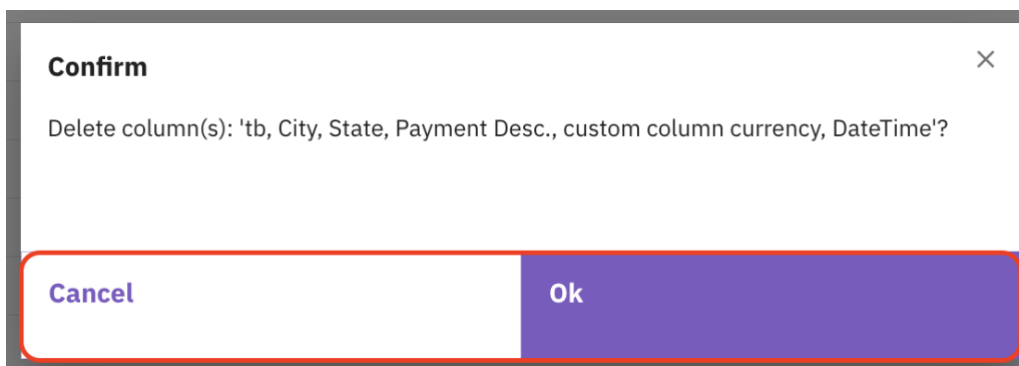 Confirm
Delete column(s): 'tb, City, State, Payment Desc., custom column currency, DateTime'?
Cancel
Ok